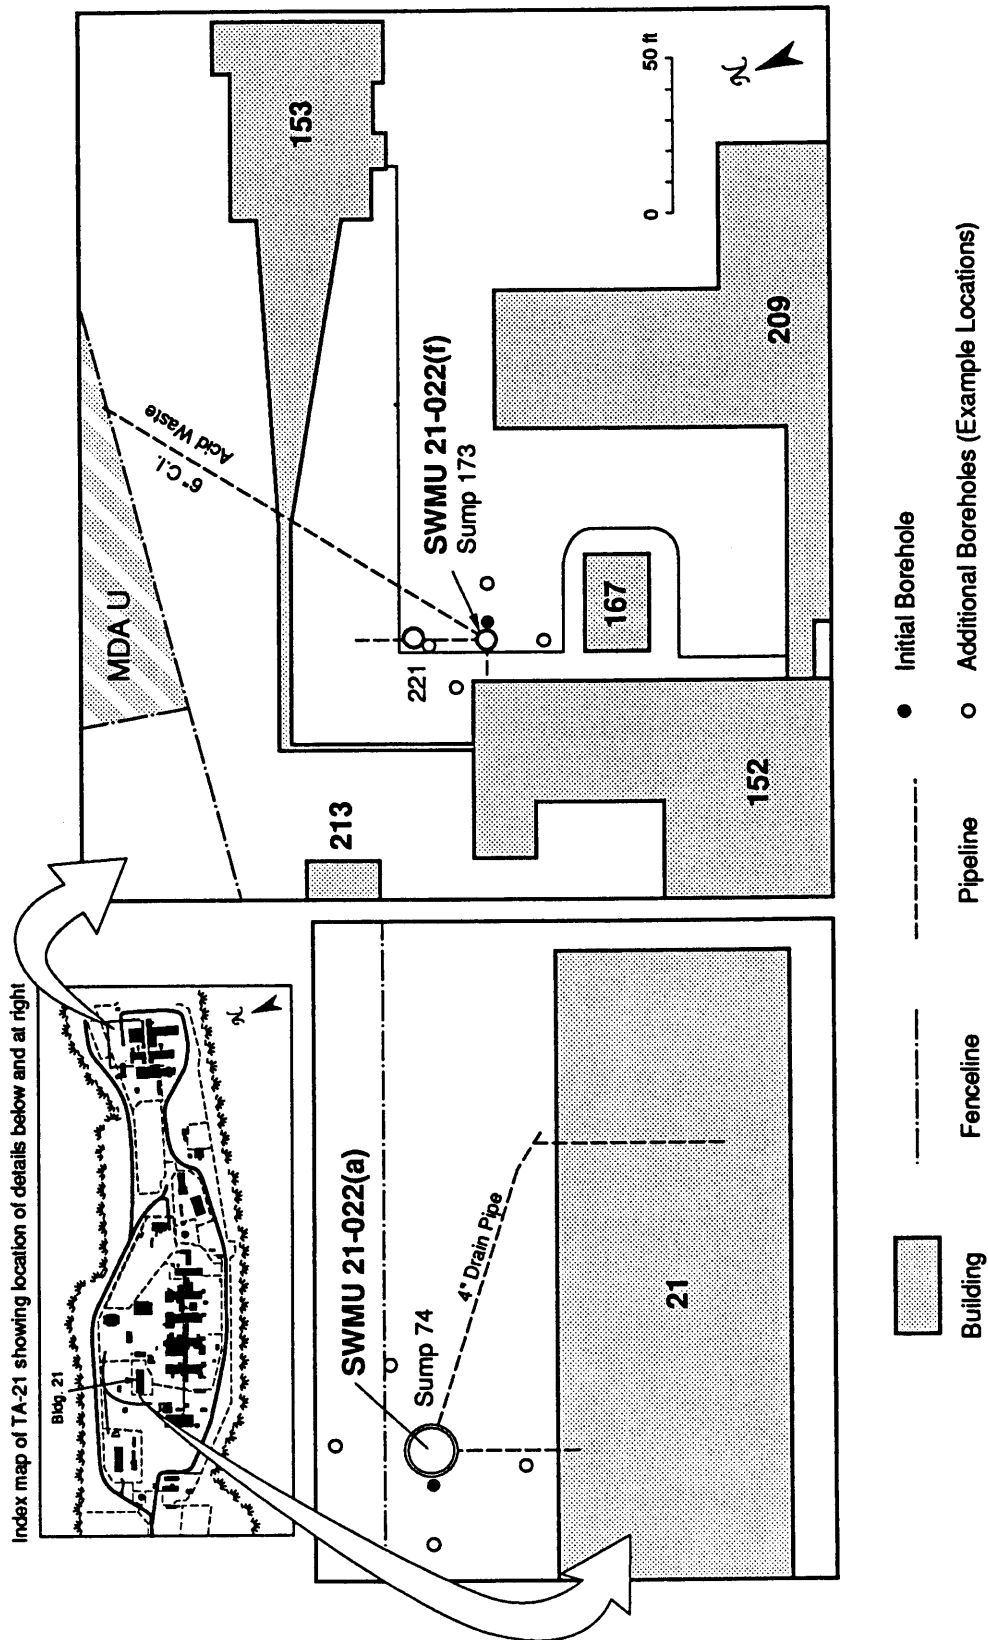 Index map of TA-21 showing location of details below and at right
Bldg. 21
N
SWMU 21-022(a)
Sump 74
4" Drain Pipe
21
MDA U
6" C.I.
Acid Waste
153
213
221
SWMU 21-022(f)
Sump 173
167
152
209
0
50 ft
N
Building
Fenceline
Pipeline
Initial Borehole
Additional Boreholes (Example Locations)